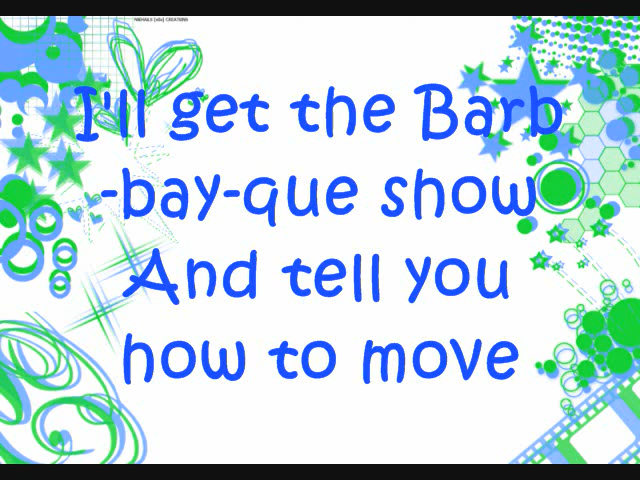 I'll get the Barb
-bay-que show
And tell you
how to move